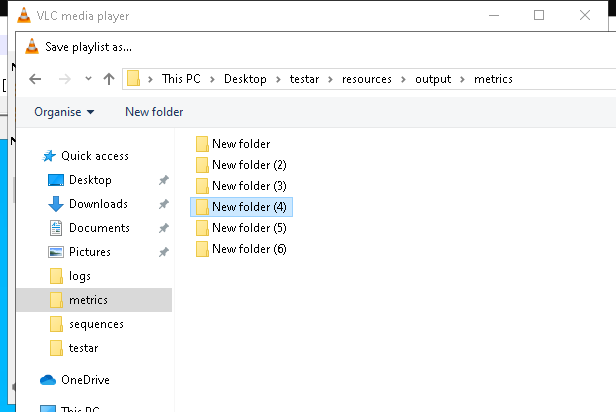 VLC media player
Save playlist as...
This PC > Desktop > testar > resources > output > metrics
Organise New folder
Quick access
Desktop
Downloads
Documents
Pictures
logs
metrics
sequences
testar
OneDrive
This PC
New folder
New folder (2)
New folder (3)
New folder (4)
New folder (5)
New folder (6)